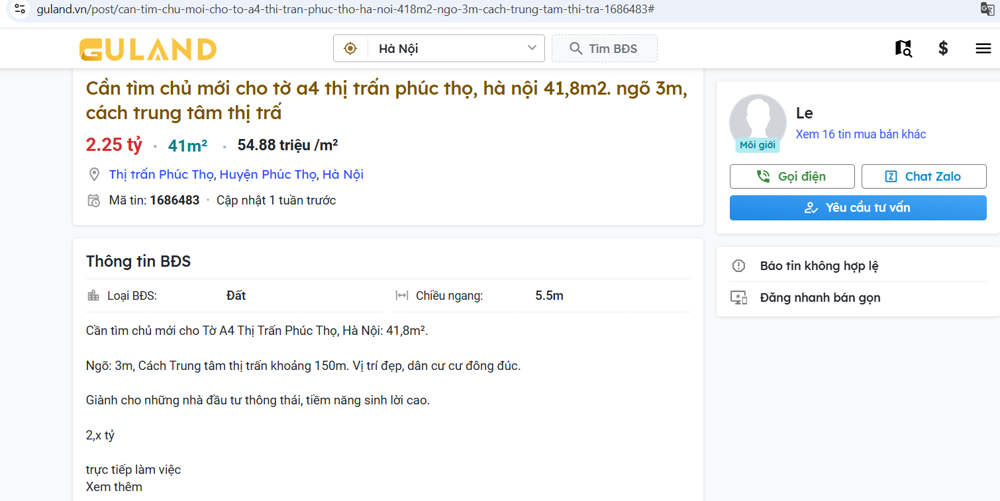 guland.vn/post/can-tim-chu-moi-cho-to-a4-thi-tran-phuc-tho-ha-noi-418m2-ngo-3m-cach-trung-tam-thi-tra-1686483#
GULAND
Hà Nội
Tìm BĐS
Cần tìm chủ mới cho tờ a4 thị trấn phúc thọ, hà nội 41,8m2. ngõ 3m,
cách trung tâm thị trấ
2.25 tỷ · 41m² · 54.88 triệu /m²
Thị trấn Phúc Thọ, Huyện Phúc Thọ, Hà Nội
Mã tin: 1686483 · Cập nhật 1 tuần trước
Thông tin BĐS
Loại BĐS: Đất Chiều ngang: 5.5m
Cần tìm chủ mới cho Tờ A4 Thị Trấn Phúc Thọ, Hà Nội: 41,8m².
Ngõ: 3m, Cách Trung tâm thị trấn khoảng 150m. Vị trí đẹp, dân cư cư đông đúc.
Giành cho những nhà đầu tư thông thái, tiềm năng sinh lời cao.
2,x tỷ
trực tiếp làm việc
Xem thêm
Le
Xem 16 tin mua bán khác
Môi giới
Gọi điện
Chat Zalo
Yêu cầu tư vấn
Báo tin không hợp lệ
Đăng nhanh bán gọn